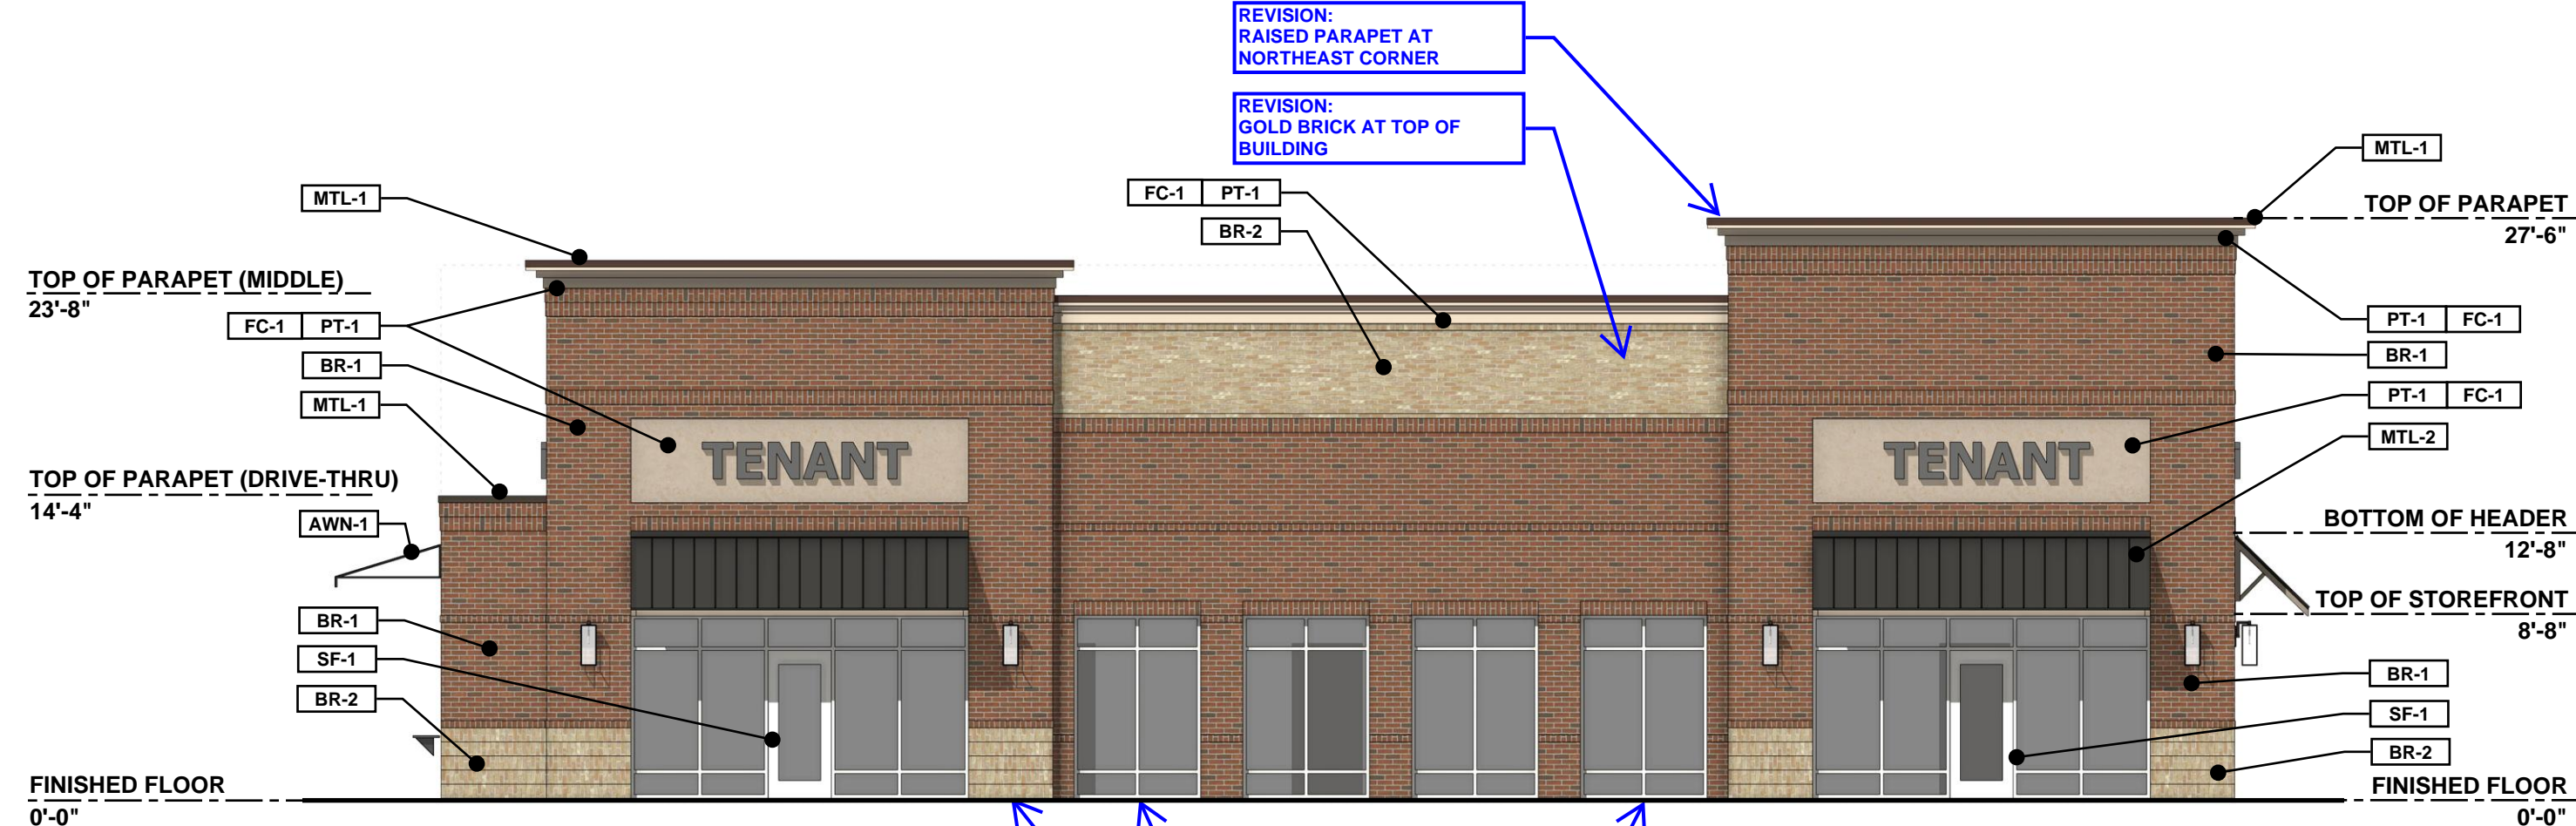 REVISION:
RAISED PARAPET AT
NORTHEAST CORNER
REVISION:
GOLD BRICK AT TOP OF
BUILDING
MTL-1
MTL-1
FC-1 PT-1
BR-2
TOP OF PARAPET
27'-6"
TOP OF PARAPET (MIDDLE)
23'-8"
FC-1 PT-1
PT-1 FC-1
BR-1
BR-1
MTL-1
PT-1 FC-1
MTL-2
TENANT
TENANT
TOP OF PARAPET (DRIVE-THRU)
14'-4"
AWN-1
BOTTOM OF HEADER
12'-8"
TOP OF STOREFRONT
8'-8"
BR-1
SF-1
BR-2
BR-1
SF-1
BR-2
FINISHED FLOOR
0'-0"
FINISHED FLOOR
0'-0"